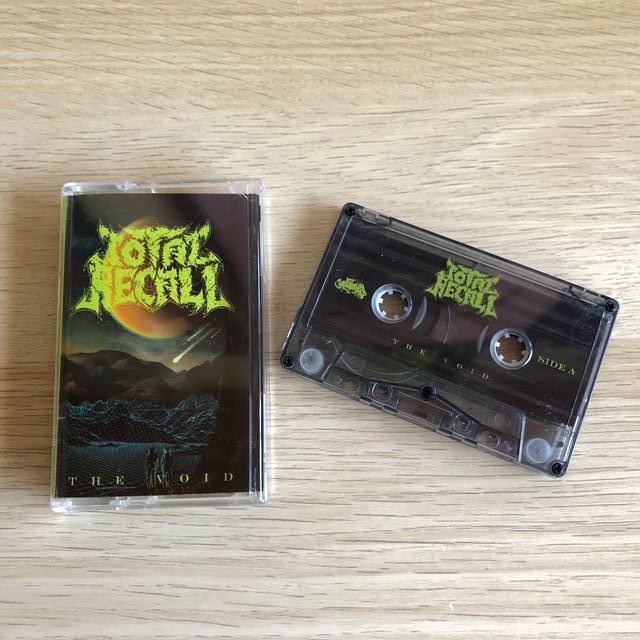 TOTAL
RECALL
THE VOID
TOTAL
RECALL
THE VOID
SIDE A